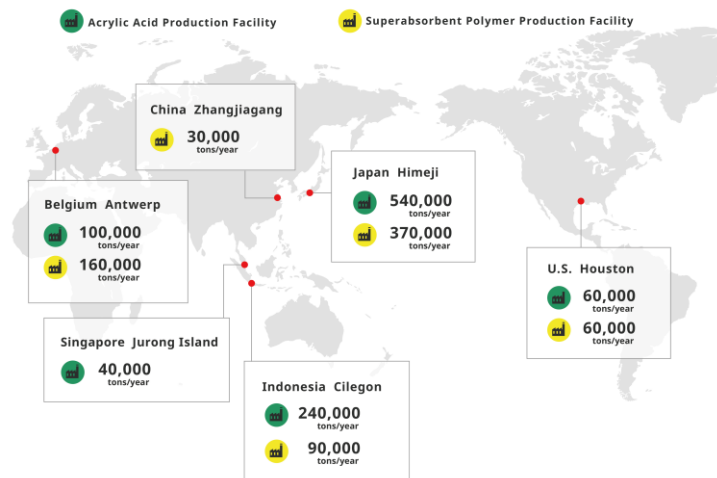 Acrylic Acid Production Facility
Superabsorbent Polymer Production Facility
China Zhangjiagang
30,000
tons/year
Japan Himeji
540,000
tons/year
370,000
tons/year
Belgium Antwerp
100,000
tons/year
160,000
tons/year
U.S. Houston
60,000
tons/year
60,000
tons/year
Singapore Jurong Island
40,000
tons/year
Indonesia Cilegon
240,000
tons/year
90,000
tons/year